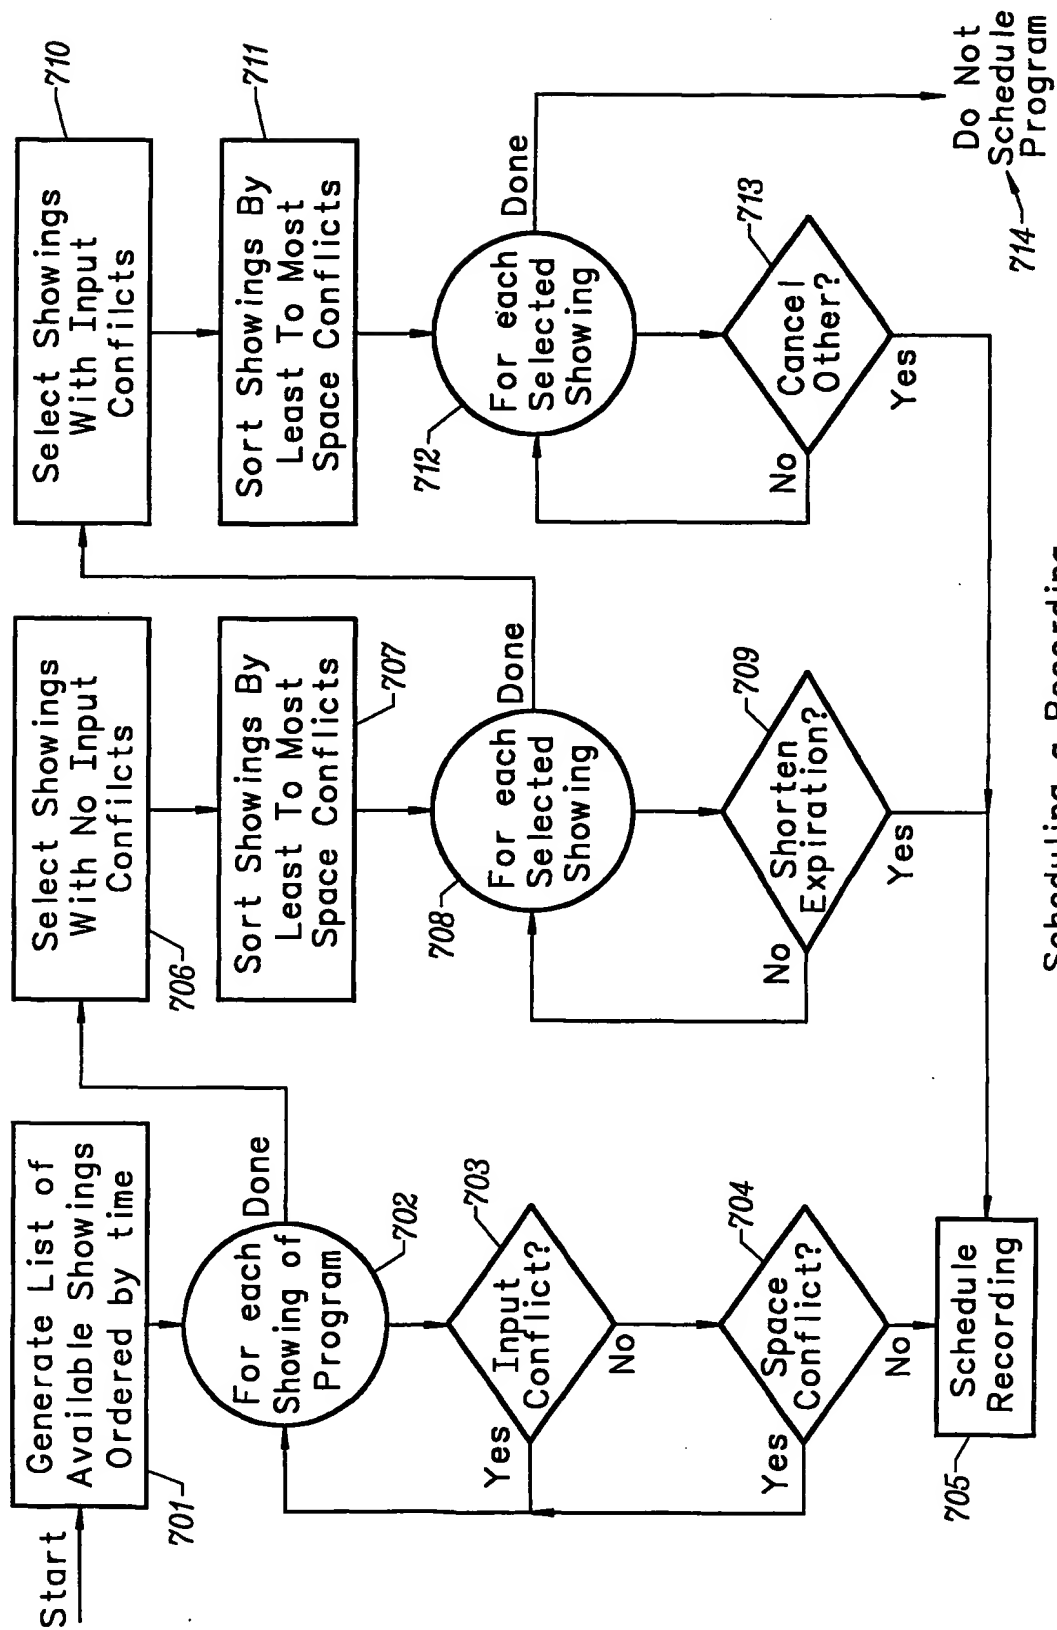 Start
Generate List of
Available Showings
Ordered by time
701
For each
Showing of
Program
Done
702
Input
Conflict?
703
Yes
No
Space
Conflict?
704
Yes
No
Schedule
Recording
705
Select Showings
With No Input
Confilcts
706
Sort Showings By
Least To Most
Space Conflicts
707
For each
Selected
Showing
Done
708
Shorten
Expiration?
709
No
Yes
Select Showings
With Input
Confilcts
710
Sort Showings By
Least To Most
Space Conflicts
711
For each
Selected
Showing
Done
712
Cancel
Other?
713
No
Yes
Do Not
Schedule
Program
714
Scheduling a Recording